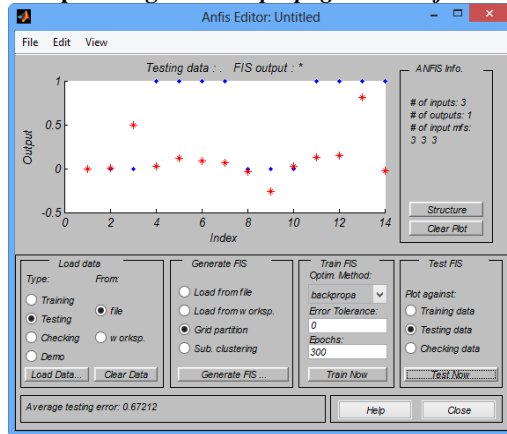 Anfis Editor: Untitled
File Edit View
Testing data : . FIS output : *
1
0.5
0
-0.5
Output
0 2 4 6 8 10 12 14
Index
ANFIS Info.
# of inputs: 3
# of outputs: 1
# of input mfs:
3 3 3
Structure
Clear Plot
Load data
Type: From:
Training
Testing
Checking
Demo
file
w orksp.
Load Data... Clear Data
Generate FIS
Load from file
Load from w orksp.
Grid partition
Sub. clustering
Generate FIS ...
Train FIS
Optim. Method:
backpropa
Error Tolerance:
0
Epochs:
300
Train Now
Test FIS
Plot against:
Training data
Testing data
Checking data
Test Now
Average testing error: 0.67212
Help Close